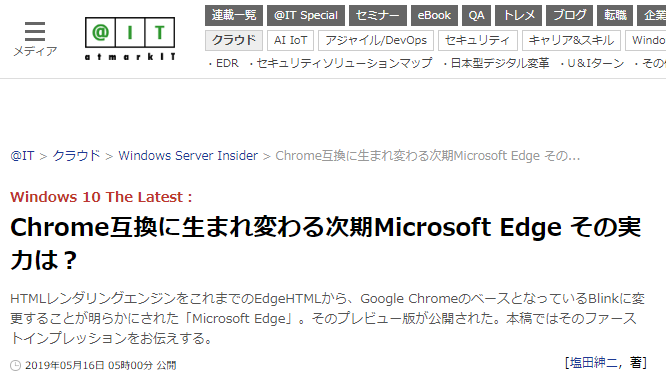 連載一覧 @IT Special セミナー eBook QA トレメ ブログ 転職 企業
メディア
@IT
atmarkIT
クラウド AI IoT アジャイル/DevOps セキュリティ キャリア&スキル Windo
・EDR ・セキュリティソリューションマップ ・日本型デジタル変革 ・U&Iターン ・その
@IT > クラウド > Windows Server Insider > Chrome互換に生まれ変わる次期Microsoft Edge その...
Windows 10 The Latest：
Chrome互換に生まれ変わる次期Microsoft Edge その実
力は？
HTMLレンダリングエンジンをこれまでのEdgeHTMLから、Google ChromeのベースとなっているBlinkに変
更することが明らかにされた「Microsoft Edge」。そのプレビュー版が公開された。本稿ではそのファース
トインプレッションをお伝えする。
2019年05月16日 05時00分 公開
[塩田紳二，著]